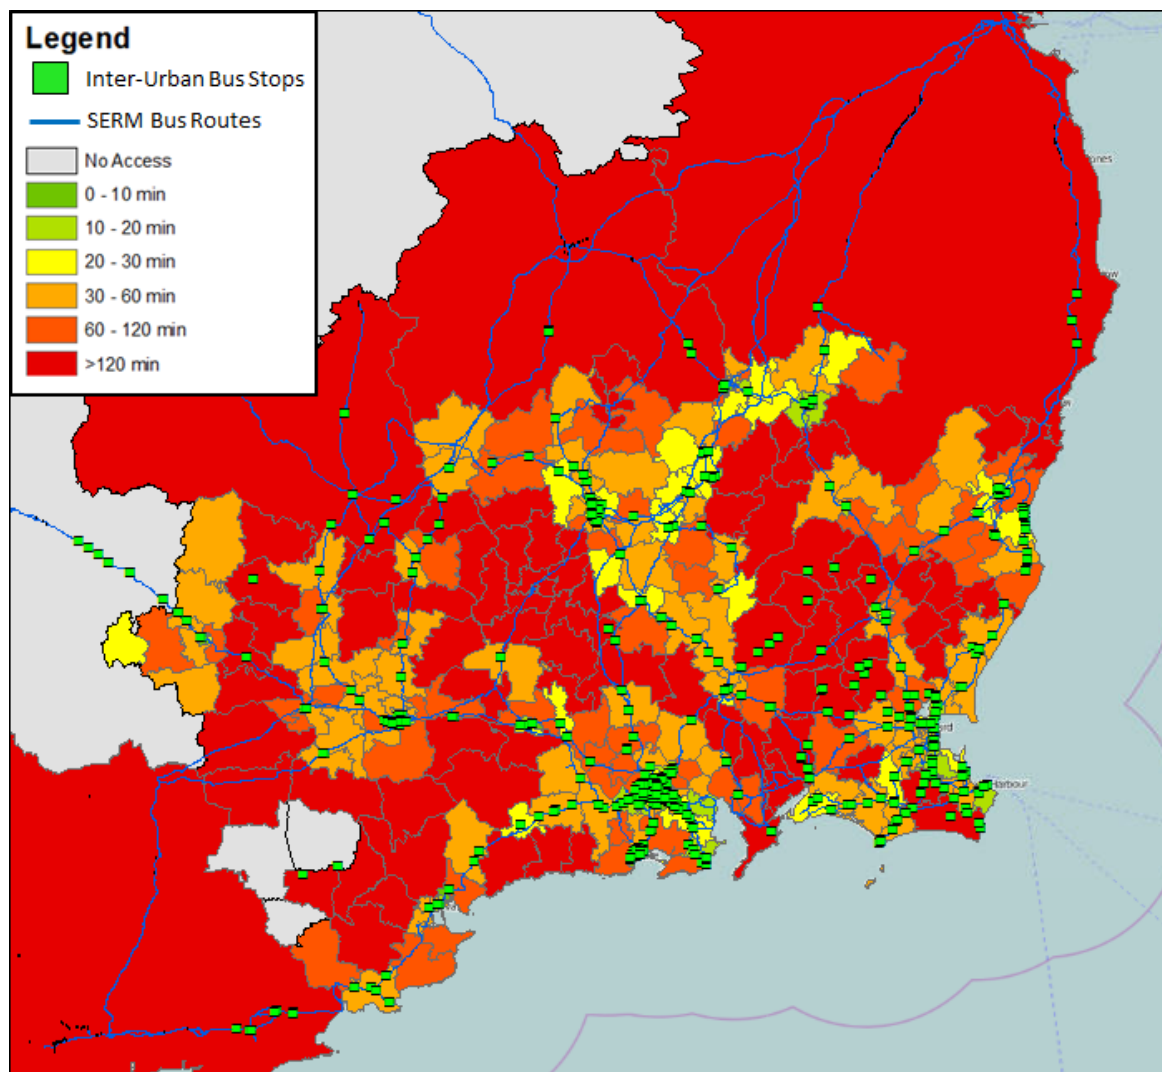 Legend
Inter-Urban Bus Stops
SERM Bus Routes
No Access
0 - 10 min
10 - 20 min
20 - 30 min
30 - 60 min
60 - 120 min
>120 min
Harbour